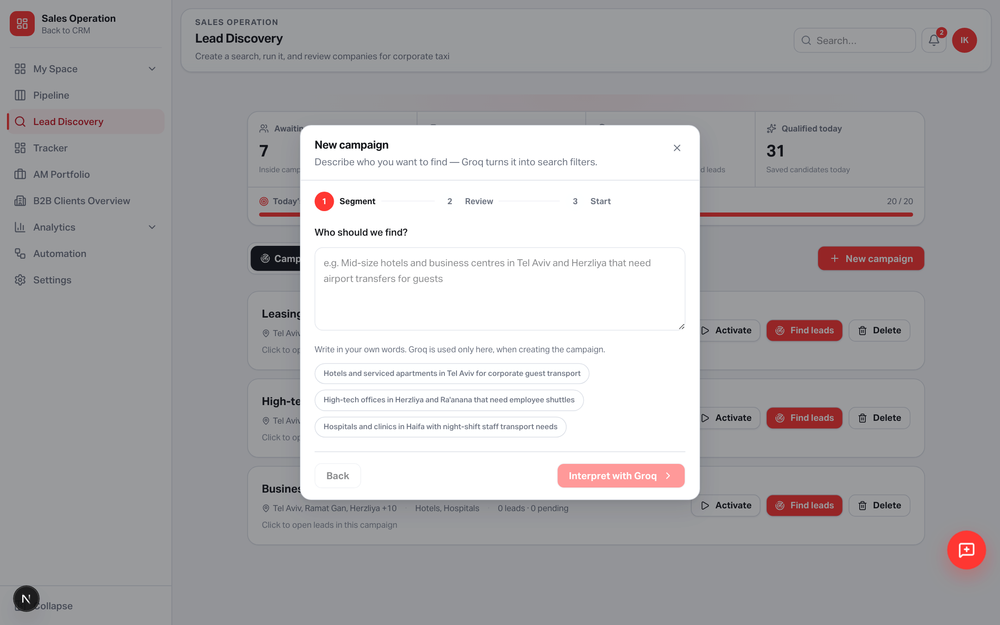 Sales Operation
Back to CRM
My Space
Pipeline
Lead Discovery
Tracker
AM Portfolio
B2B Clients Overview
Analytics
Automation
Settings
N
Collapse
SALES OPERATION
Lead Discovery
Create a search, run it, and review companies for corporate taxi
Search...
2
IK
7
Qualified today
31
Saved candidates today
d leads
20 / 20
New campaign
New campaign
Describe who you want to find — Groq turns it into search filters.
1 Segment
2 Review
3 Start
Who should we find?
e.g. Mid-size hotels and business centres in Tel Aviv and Herzliya that need
airport transfers for guests
Write in your own words. Groq is used only here, when creating the campaign.
Hotels and serviced apartments in Tel Aviv for corporate guest transport
High-tech offices in Herzliya and Ra'anana that need employee shuttles
Hospitals and clinics in Haifa with night-shift staff transport needs
Back
Interpret with Groq
Leasing
Tel Aviv
Click to op
Activate
Find leads
Delete
High-te
Tel Aviv
Click to op
Activate
Find leads
Delete
Busines
Tel Aviv, Ramat Gan, Herzliya +10 · Hotels, Hospitals · 0 leads · 0 pending
Click to open leads in this campaign
Activate
Find leads
Delete